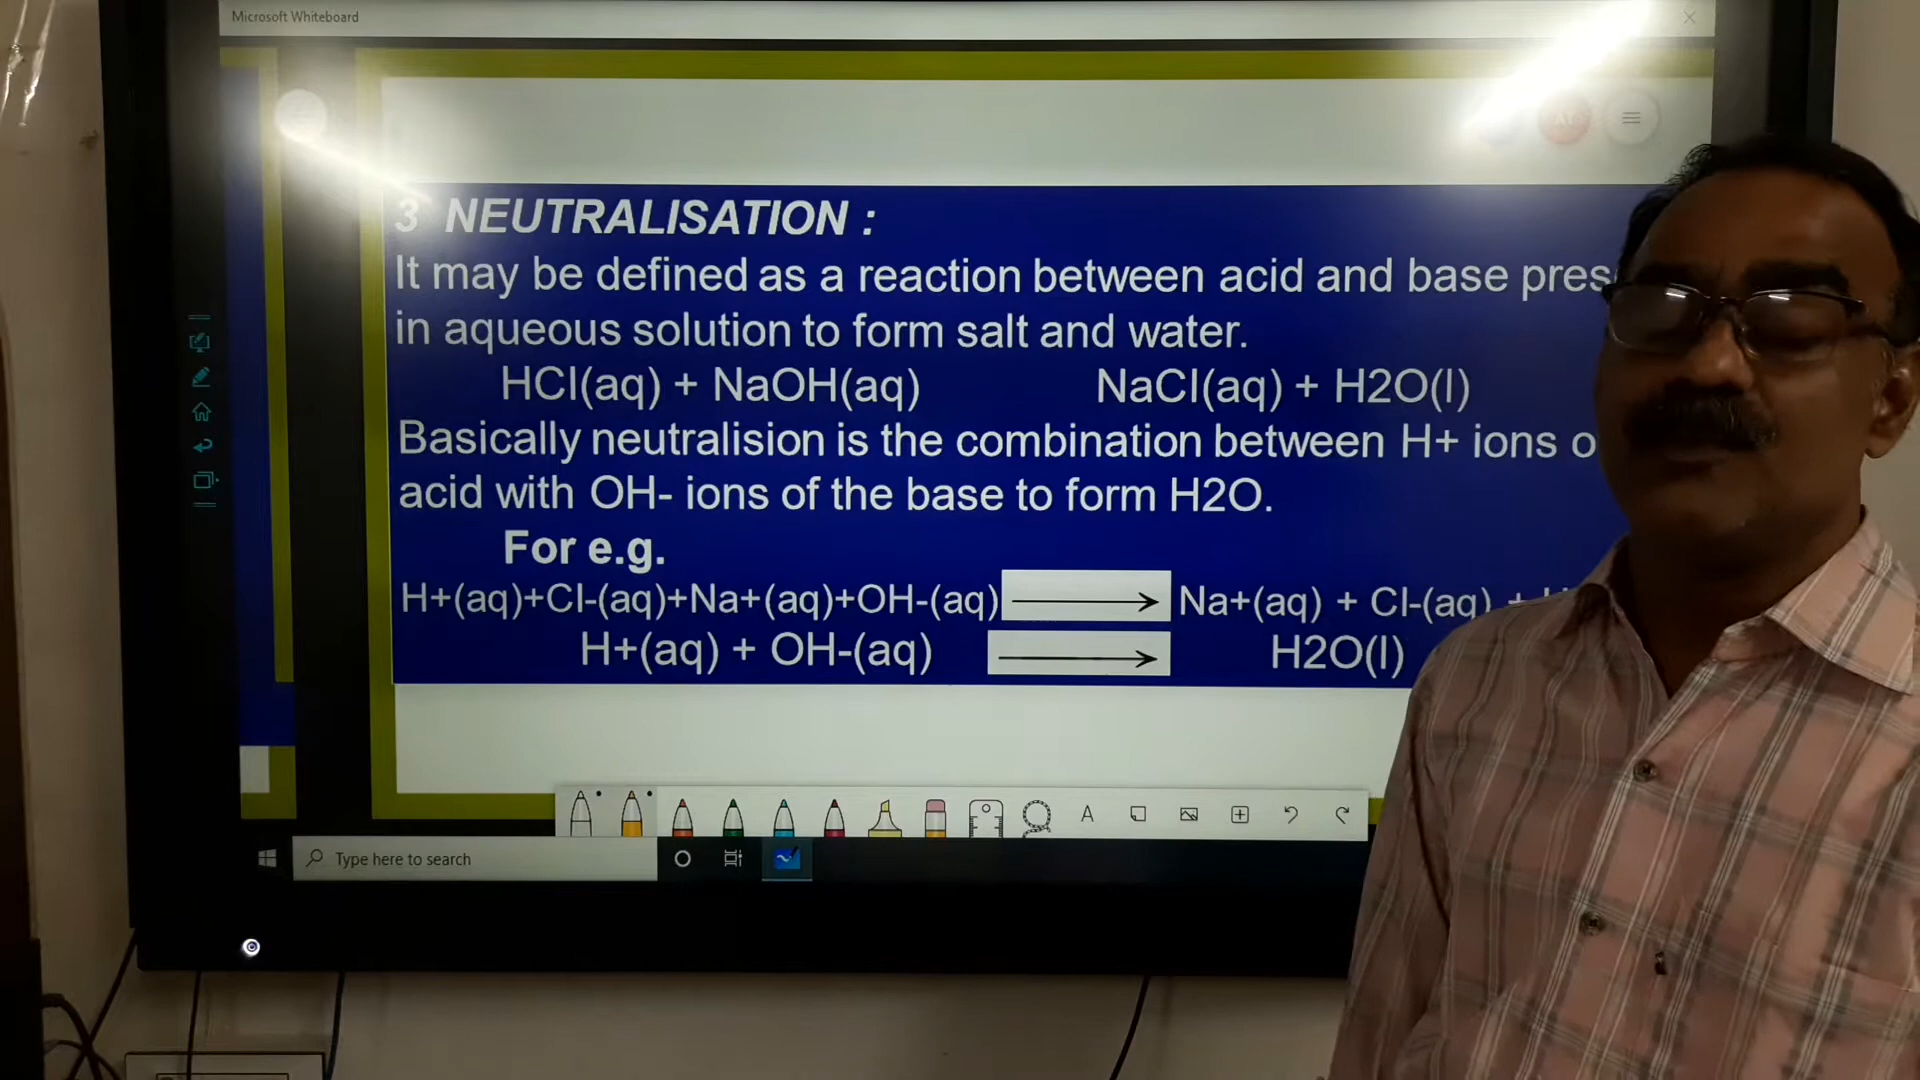 Microsoft Whiteboard
3 NEUTRALISATION :
It may be defined as a reaction between acid and base
in aqueous solution to form salt and water.
HCl(aq) + NaOH(aq) NaCl(aq) + H2O(l)
Basically neutralision is the combination between H+ ions
acid with OH- ions of the base to form H2O.
For e.g.
H+(aq)+Cl-(aq)+Na+(aq)+OH-(aq) Na+(aq) + Cl-(aq) +
H+(aq) + OH-(aq) H2O(l)
A
Type here to search